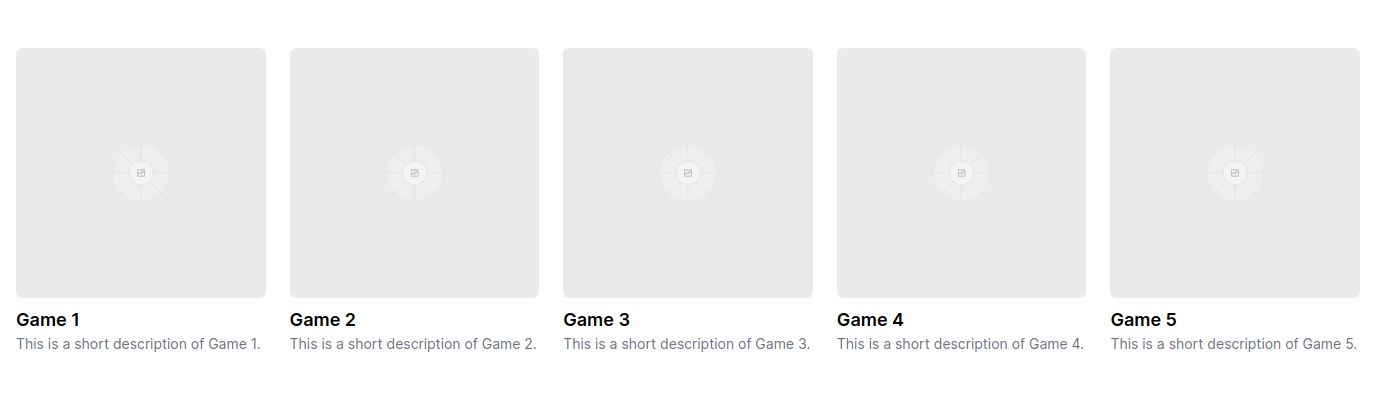 Game 1
This is a short description of Game 1.
Game 2
This is a short description of Game 2.
Game 3
This is a short description of Game 3.
Game 4
This is a short description of Game 4.
Game 5
This is a short description of Game 5.